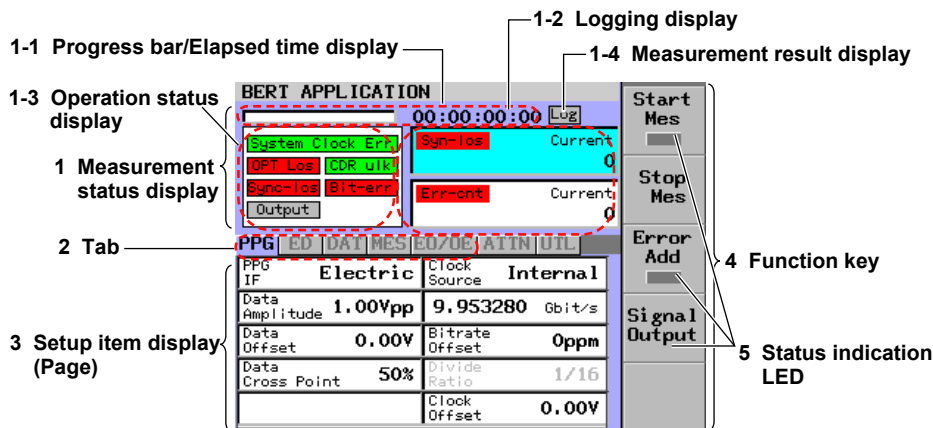 1-2 Logging display
1-1 Progress bar/Elapsed time display
1-4 Measurement result display
1-3 Operation status
display
1 Measurement
status display
2 Tab
3 Setup item display
(Page)
BERT APPLICATION
00:00:00:00 Log
System Clock Err
OPT Los CDR ulk
Sync-los Bit-err
Output
Syn-los Current
0
Err-cnt Current
0
PPG ED DAT MES EO/OE ATTN UTL
PPG
IF Electric
Clock
Source Internal
Data
Amplitude 1.00Vpp
9.953280 Gbit/s
Data
Offset 0.00V
Bitrate
Offset 0ppm
Data
Cross Point 50%
Divide
Ratio 1/16
Clock
Offset 0.00V
Start
Mes
Stop
Mes
Error
Add
Signal
Output
4 Function key
5 Status indication
LED